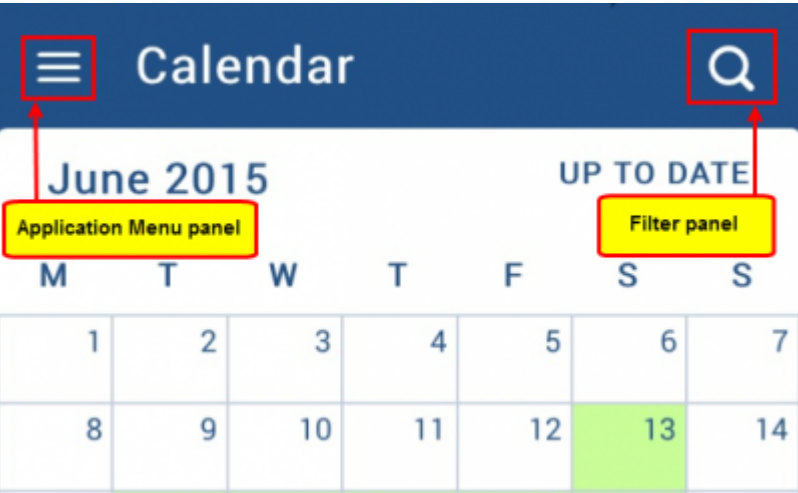 Calendar
June 2015
UP TO DATE
Application Menu panel
Filter panel
M T W T F S S
1 2 3 4 5 6 7
8 9 10 11 12 13 14